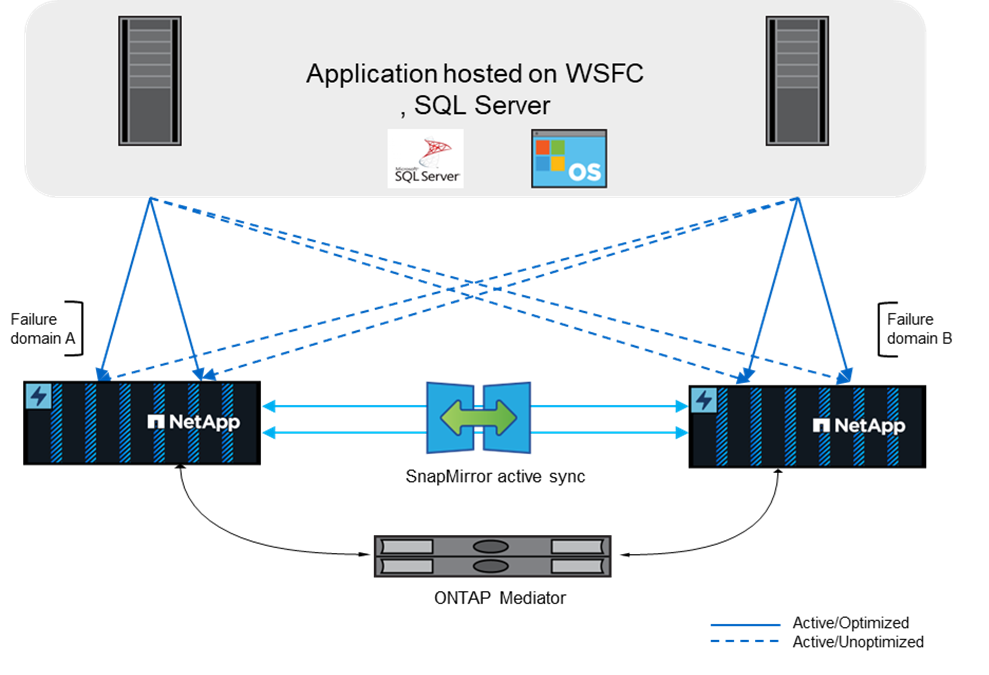 Application hosted on WSFC
, SQL Server
Microsoft
SQL Server
OS
Failure
domain A
Failure
domain B
NetApp
NetApp
SnapMirror active sync
ONTAP Mediator
Active/Optimized
Active/Unoptimized